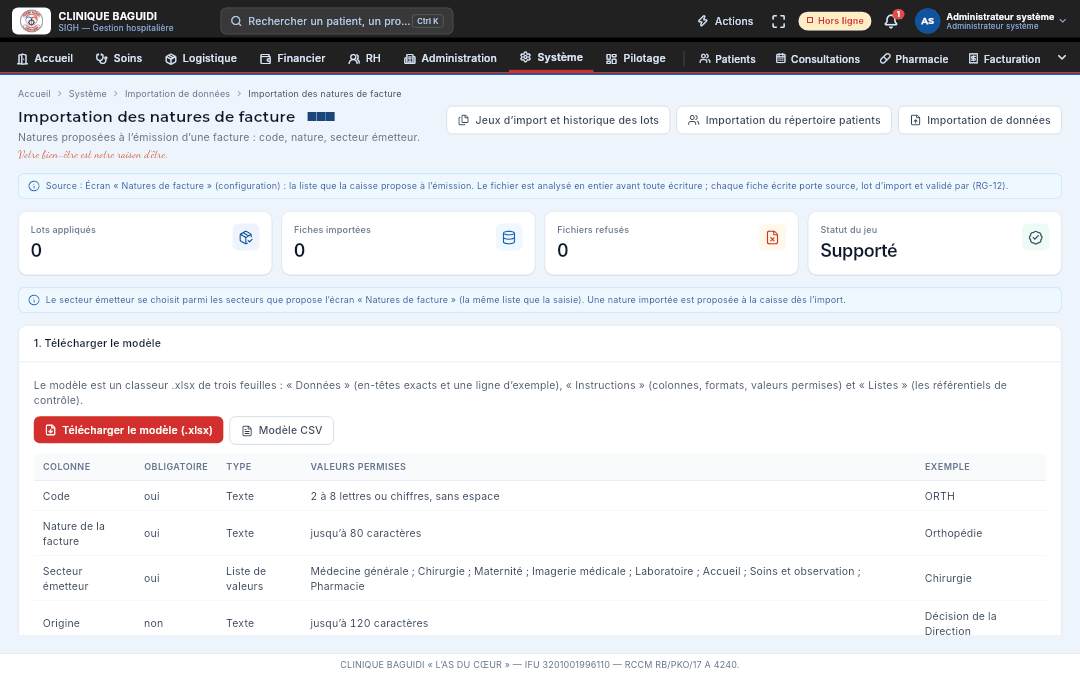 CLINIQUE BAGUIDI
SIGH — Gestion hospitalière
Rechercher un patient, un pro... Ctrl K
Actions
Hors ligne
1
AS
Administrateur système
Administrateur système
Accueil
Soins
Logistique
Financier
RH
Administration
Système
Pilotage
Patients
Consultations
Pharmacie
Facturation
Accueil > Système > Importation de données > Importation des natures de facture
Importation des natures de facture
Natures proposées à l'émission d'une facture : code, nature, secteur émetteur.
Votre bien-être est notre raison d'être.
Jeux d'import et historique des lots
Importation du répertoire patients
Importation de données
Source : Écran « Natures de facture » (configuration) : la liste que la caisse propose à l'émission. Le fichier est analysé en entier avant toute écriture ; chaque fiche écrite porte source, lot d'import et validé par (RG-12).
Lots appliqués
0
Fiches importées
0
Fichiers refusés
0
Statut du jeu
Supporté
Le secteur émetteur se choisit parmi les secteurs que propose l'écran « Natures de facture » (la même liste que la saisie). Une nature importée est proposée à la caisse dès l'import.
1. Télécharger le modèle
Le modèle est un classeur .xlsx de trois feuilles : « Données » (en-têtes exacts et une ligne d'exemple), « Instructions » (colonnes, formats, valeurs permises) et « Listes » (les référentiels de
contrôle).
Télécharger le modèle (.xlsx)
Modèle CSV
COLONNE OBLIGATOIRE TYPE VALEURS PERMISES EXEMPLE
Code oui Texte 2 à 8 lettres ou chiffres, sans espace ORTH
Nature de la
facture oui Texte jusqu'à 80 caractères Orthopédie
Secteur
émetteur oui Liste de
valeurs Médecine générale ; Chirurgie ; Maternité ; Imagerie médicale ; Laboratoire ; Accueil ; Soins et observation ;
Pharmacie Chirurgie
Origine non Texte jusqu'à 120 caractères Décision de la
Direction
CLINIQUE BAGUIDI « L'AS DU CŒUR » — IFU 3201001996110 — RCCM RB/PKO/17 A 4240.